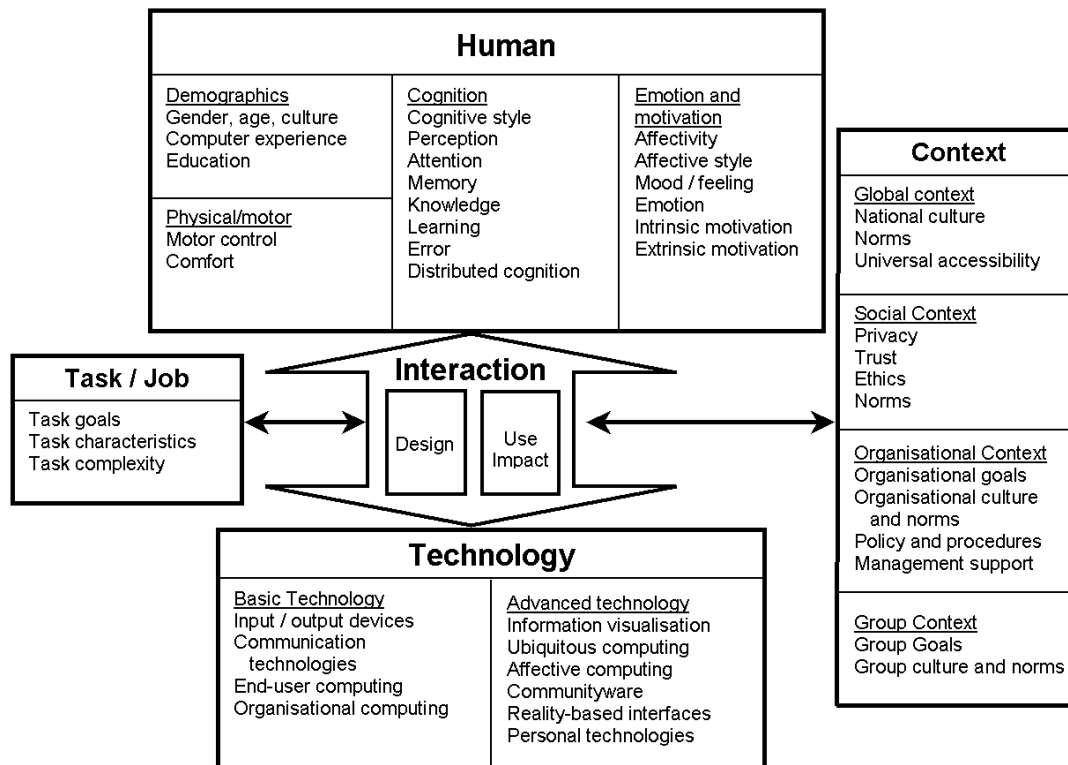 Human
Demographics
Gender, age, culture
Computer experience
Education
Physical/motor
Motor control
Comfort
Cognition
Cognitive style
Perception
Attention
Memory
Knowledge
Learning
Error
Distributed cognition
Emotion and
motivation
Affectivity
Affective style
Mood / feeling
Emotion
Intrinsic motivation
Extrinsic motivation
Context
Global context
National culture
Norms
Universal accessibility
Social Context
Privacy
Trust
Ethics
Norms
Organisational Context
Organisational goals
Organisational culture
and norms
Policy and procedures
Management support
Group Context
Group Goals
Group culture and norms
Task / Job
Task goals
Task characteristics
Task complexity
Interaction
Design
Use
Impact
Technology
Basic Technology
Input / output devices
Communication
technologies
End-user computing
Organisational computing
Advanced technology
Information visualisation
Ubiquitous computing
Affective computing
Communityware
Reality-based interfaces
Personal technologies